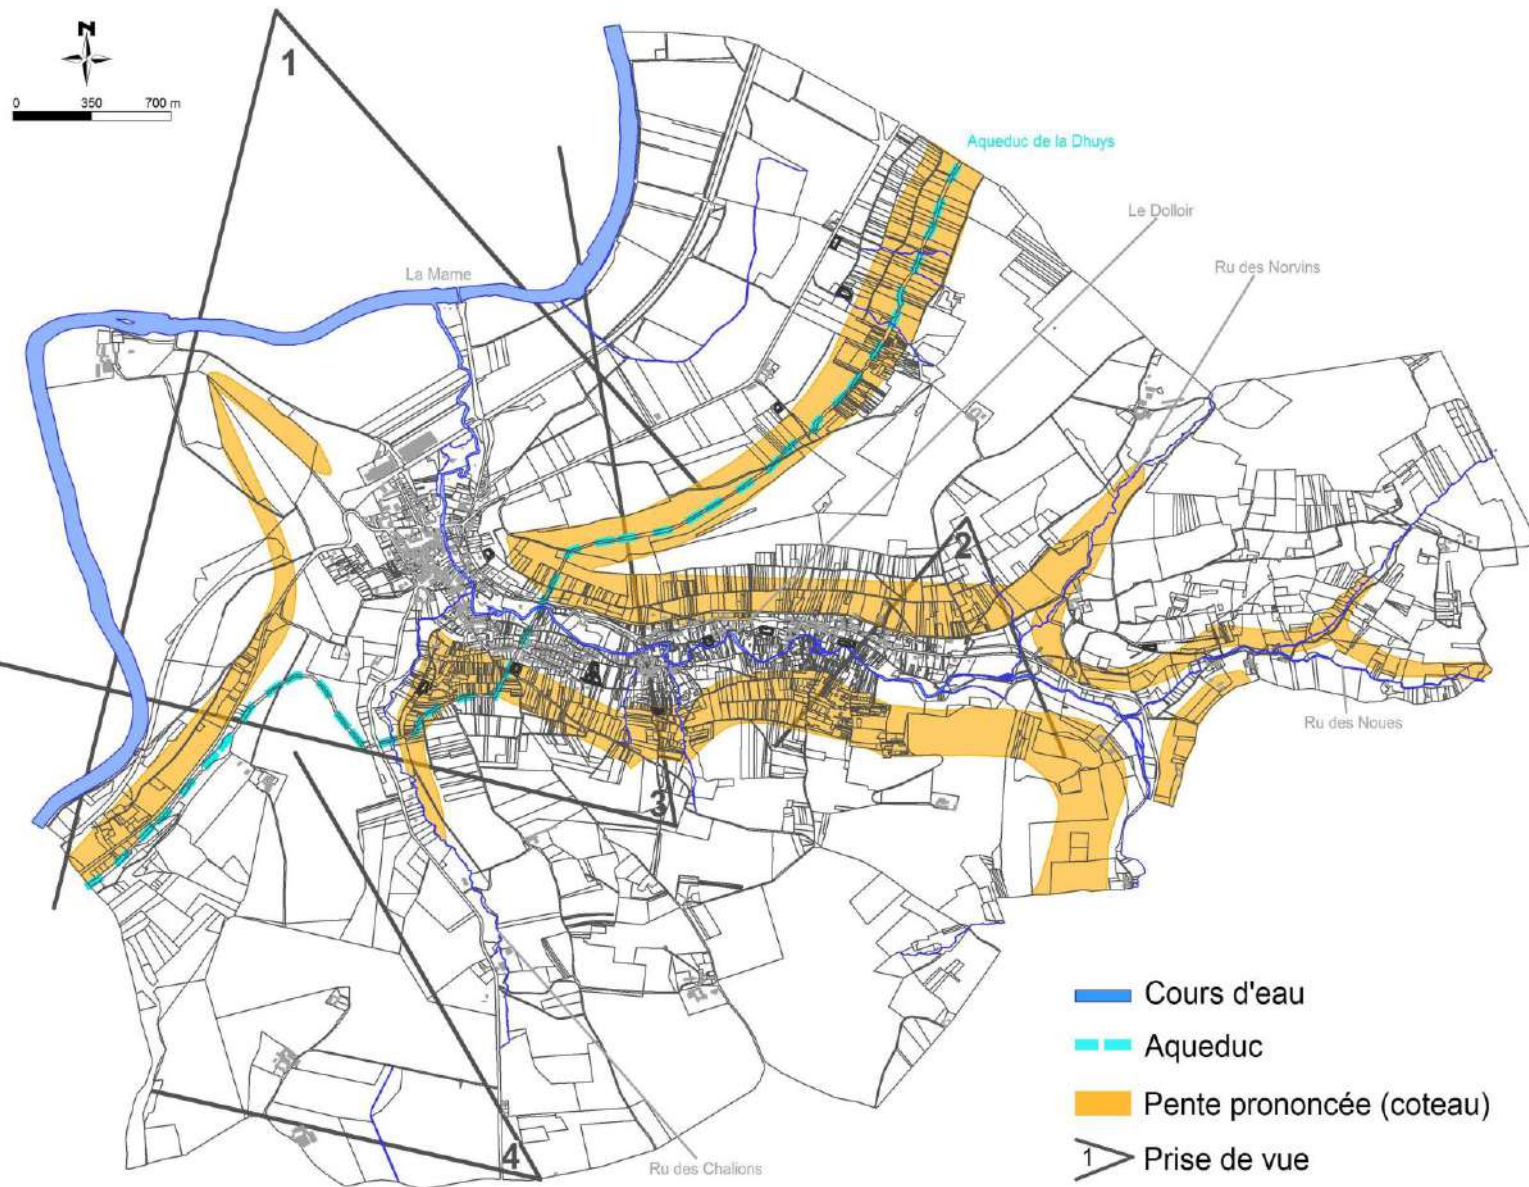 N
0 350 700 m
1
Aqueduc de la Dhuys
Le Dolloir
Ru des Norvins
La Marne
2
3
Ru des Noues
4
Ru des Chalions
Cours d'eau
Aqueduc
Pente prononcée (coteau)
1 Prise de vue